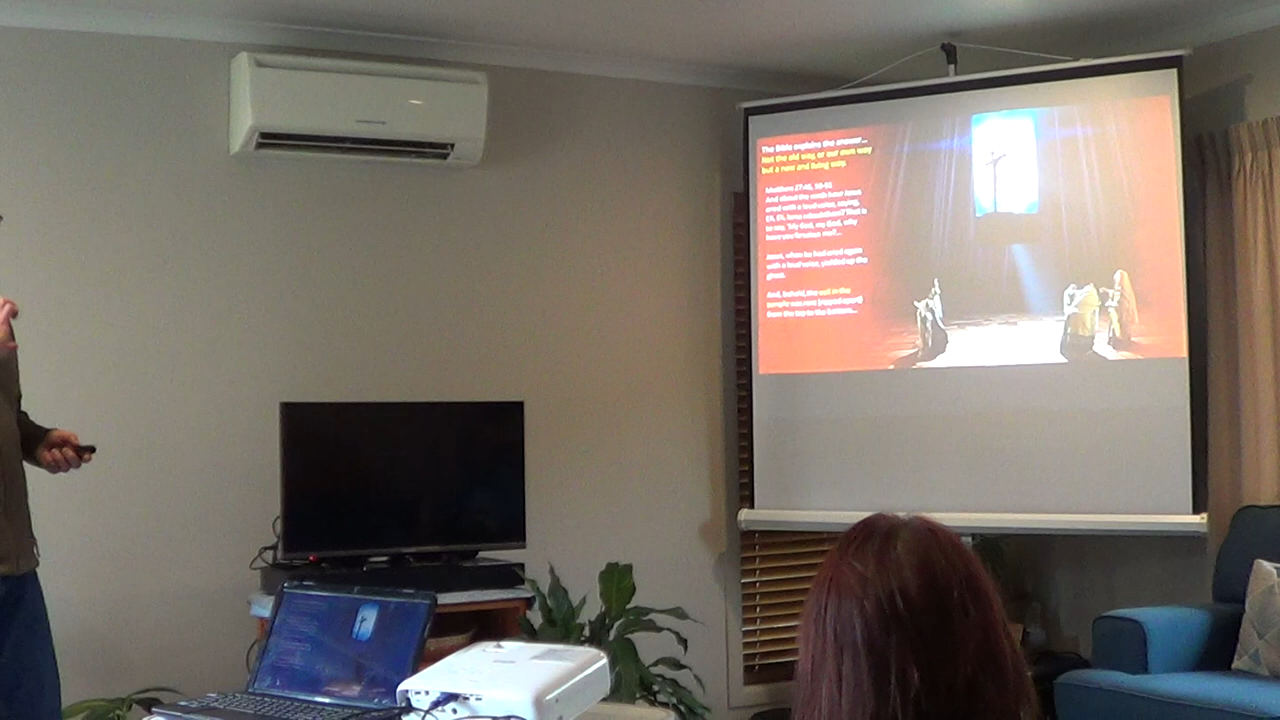 The Bible explains the answer...
Not the old way, or our own way
but a new and living way.
Matthew 27:46, 50-51
And about the ninth hour Jesus
cried with a loud voice, saying,
Eli, Eli, lama sabachthani? That is
to say, 'My God, my God, why
have you forsaken me?'...
Jesus, when he had cried again
with a loud voice, yielded up the
ghost.
And, behold, the veil in the
temple was rent (ripped apart)
from the top to the bottom...